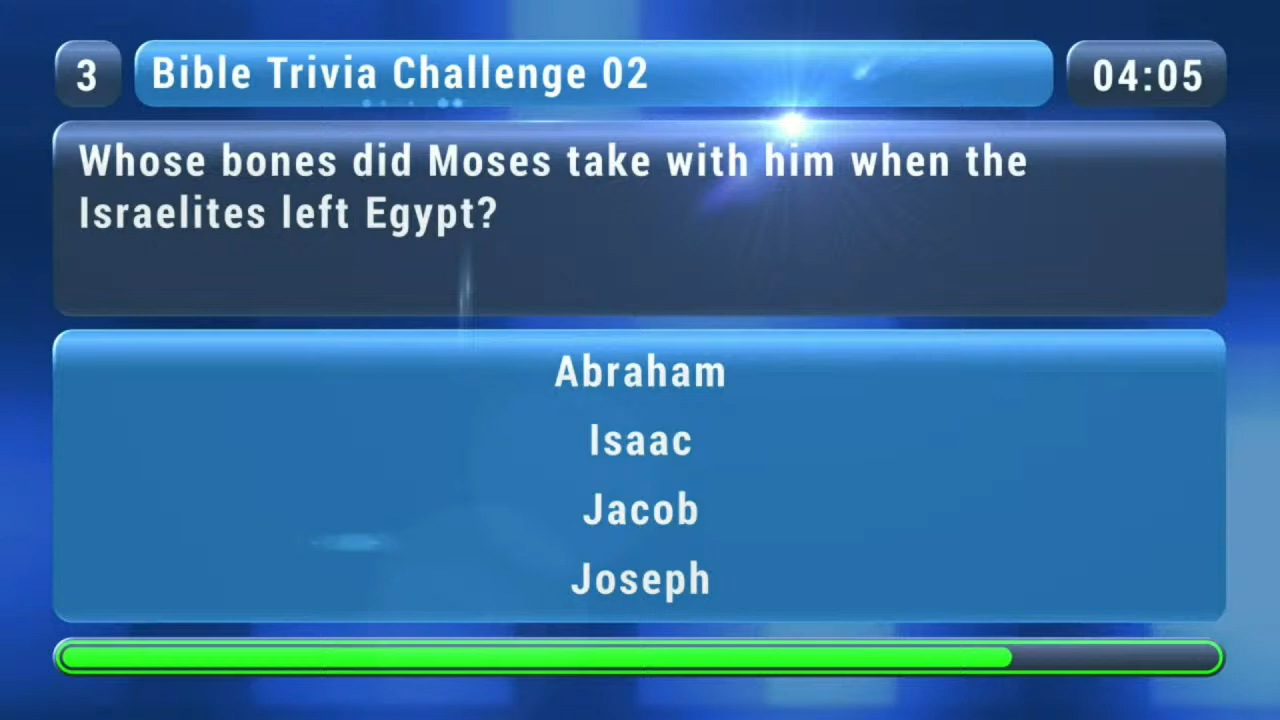 3
Bible Trivia Challenge 02
04:05
Whose bones did Moses take with him when the
Israelites left Egypt?
Abraham
Isaac
Jacob
Joseph